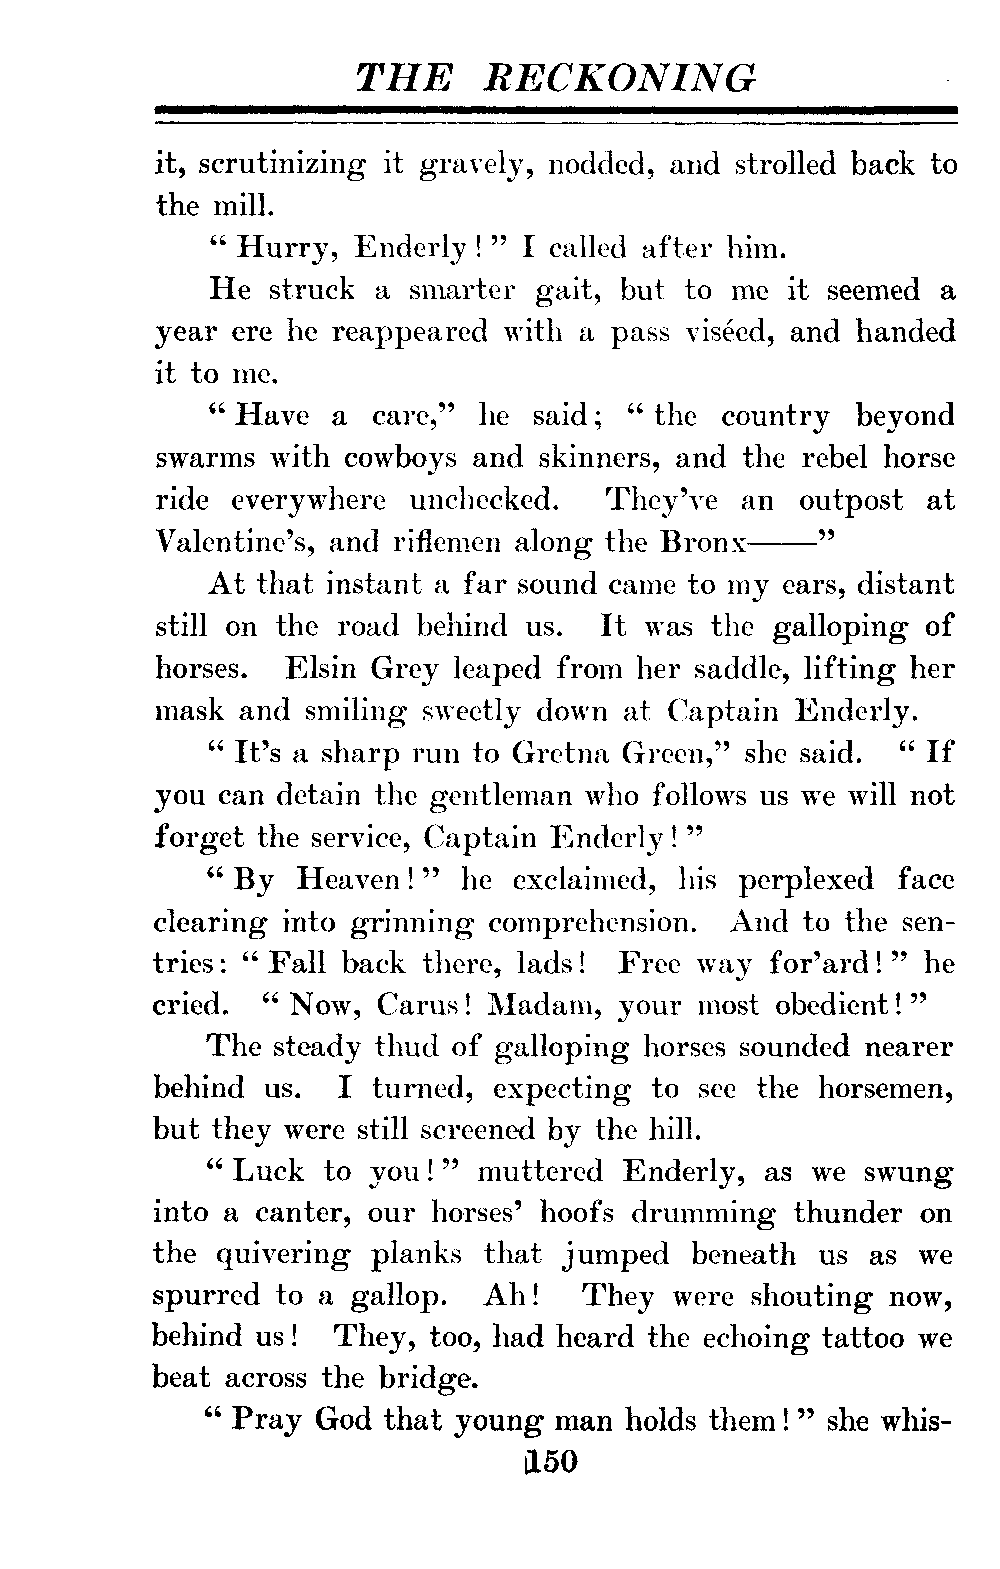 THE RECKONING
it, scrutinizing it gravely, nodded, and strolled back to
the mill.
“ Hurry, Enderly ! ” I called after him.
He struck a smarter gait, but to me it seemed a
year ere he reappeared with a pass viséed, and handed
it to me.
“ Have a care,” he said ; “ the country beyond
swarms with cowboys and skinners, and the rebel horse
ride everywhere unchecked. They’ve an outpost at
Valentine’s, and riflemen along the Bronx——”
At that instant a far sound came to my ears, distant
still on the road behind us. It was the galloping of
horses. Elsin Grey leaped from her saddle, lifting her
mask and smiling sweetly down at Captain Enderly.
“ It’s a sharp run to Gretna Green,” she said. “ If
you can detain the gentleman who follows us we will not
forget the service, Captain Enderly ! ”
“ By Heaven ! ” he exclaimed, his perplexed face
clearing into grinning comprehension. And to the sen-
tries : “ Fall back there, lads ! Free way for’ard ! ” he
cried. “ Now, Carus ! Madam, your most obedient ! ”
The steady thud of galloping horses sounded nearer
behind us. I turned, expecting to see the horsemen,
but they were still screened by the hill.
“ Luck to you ! ” muttered Enderly, as we swung
into a canter, our horses’ hoofs drumming thunder on
the quivering planks that jumped beneath us as we
spurred to a gallop. Ah ! They were shouting now,
behind us ! They, too, had heard the echoing tattoo we
beat across the bridge.
“ Pray God that young man holds them ! ” she whis-
150